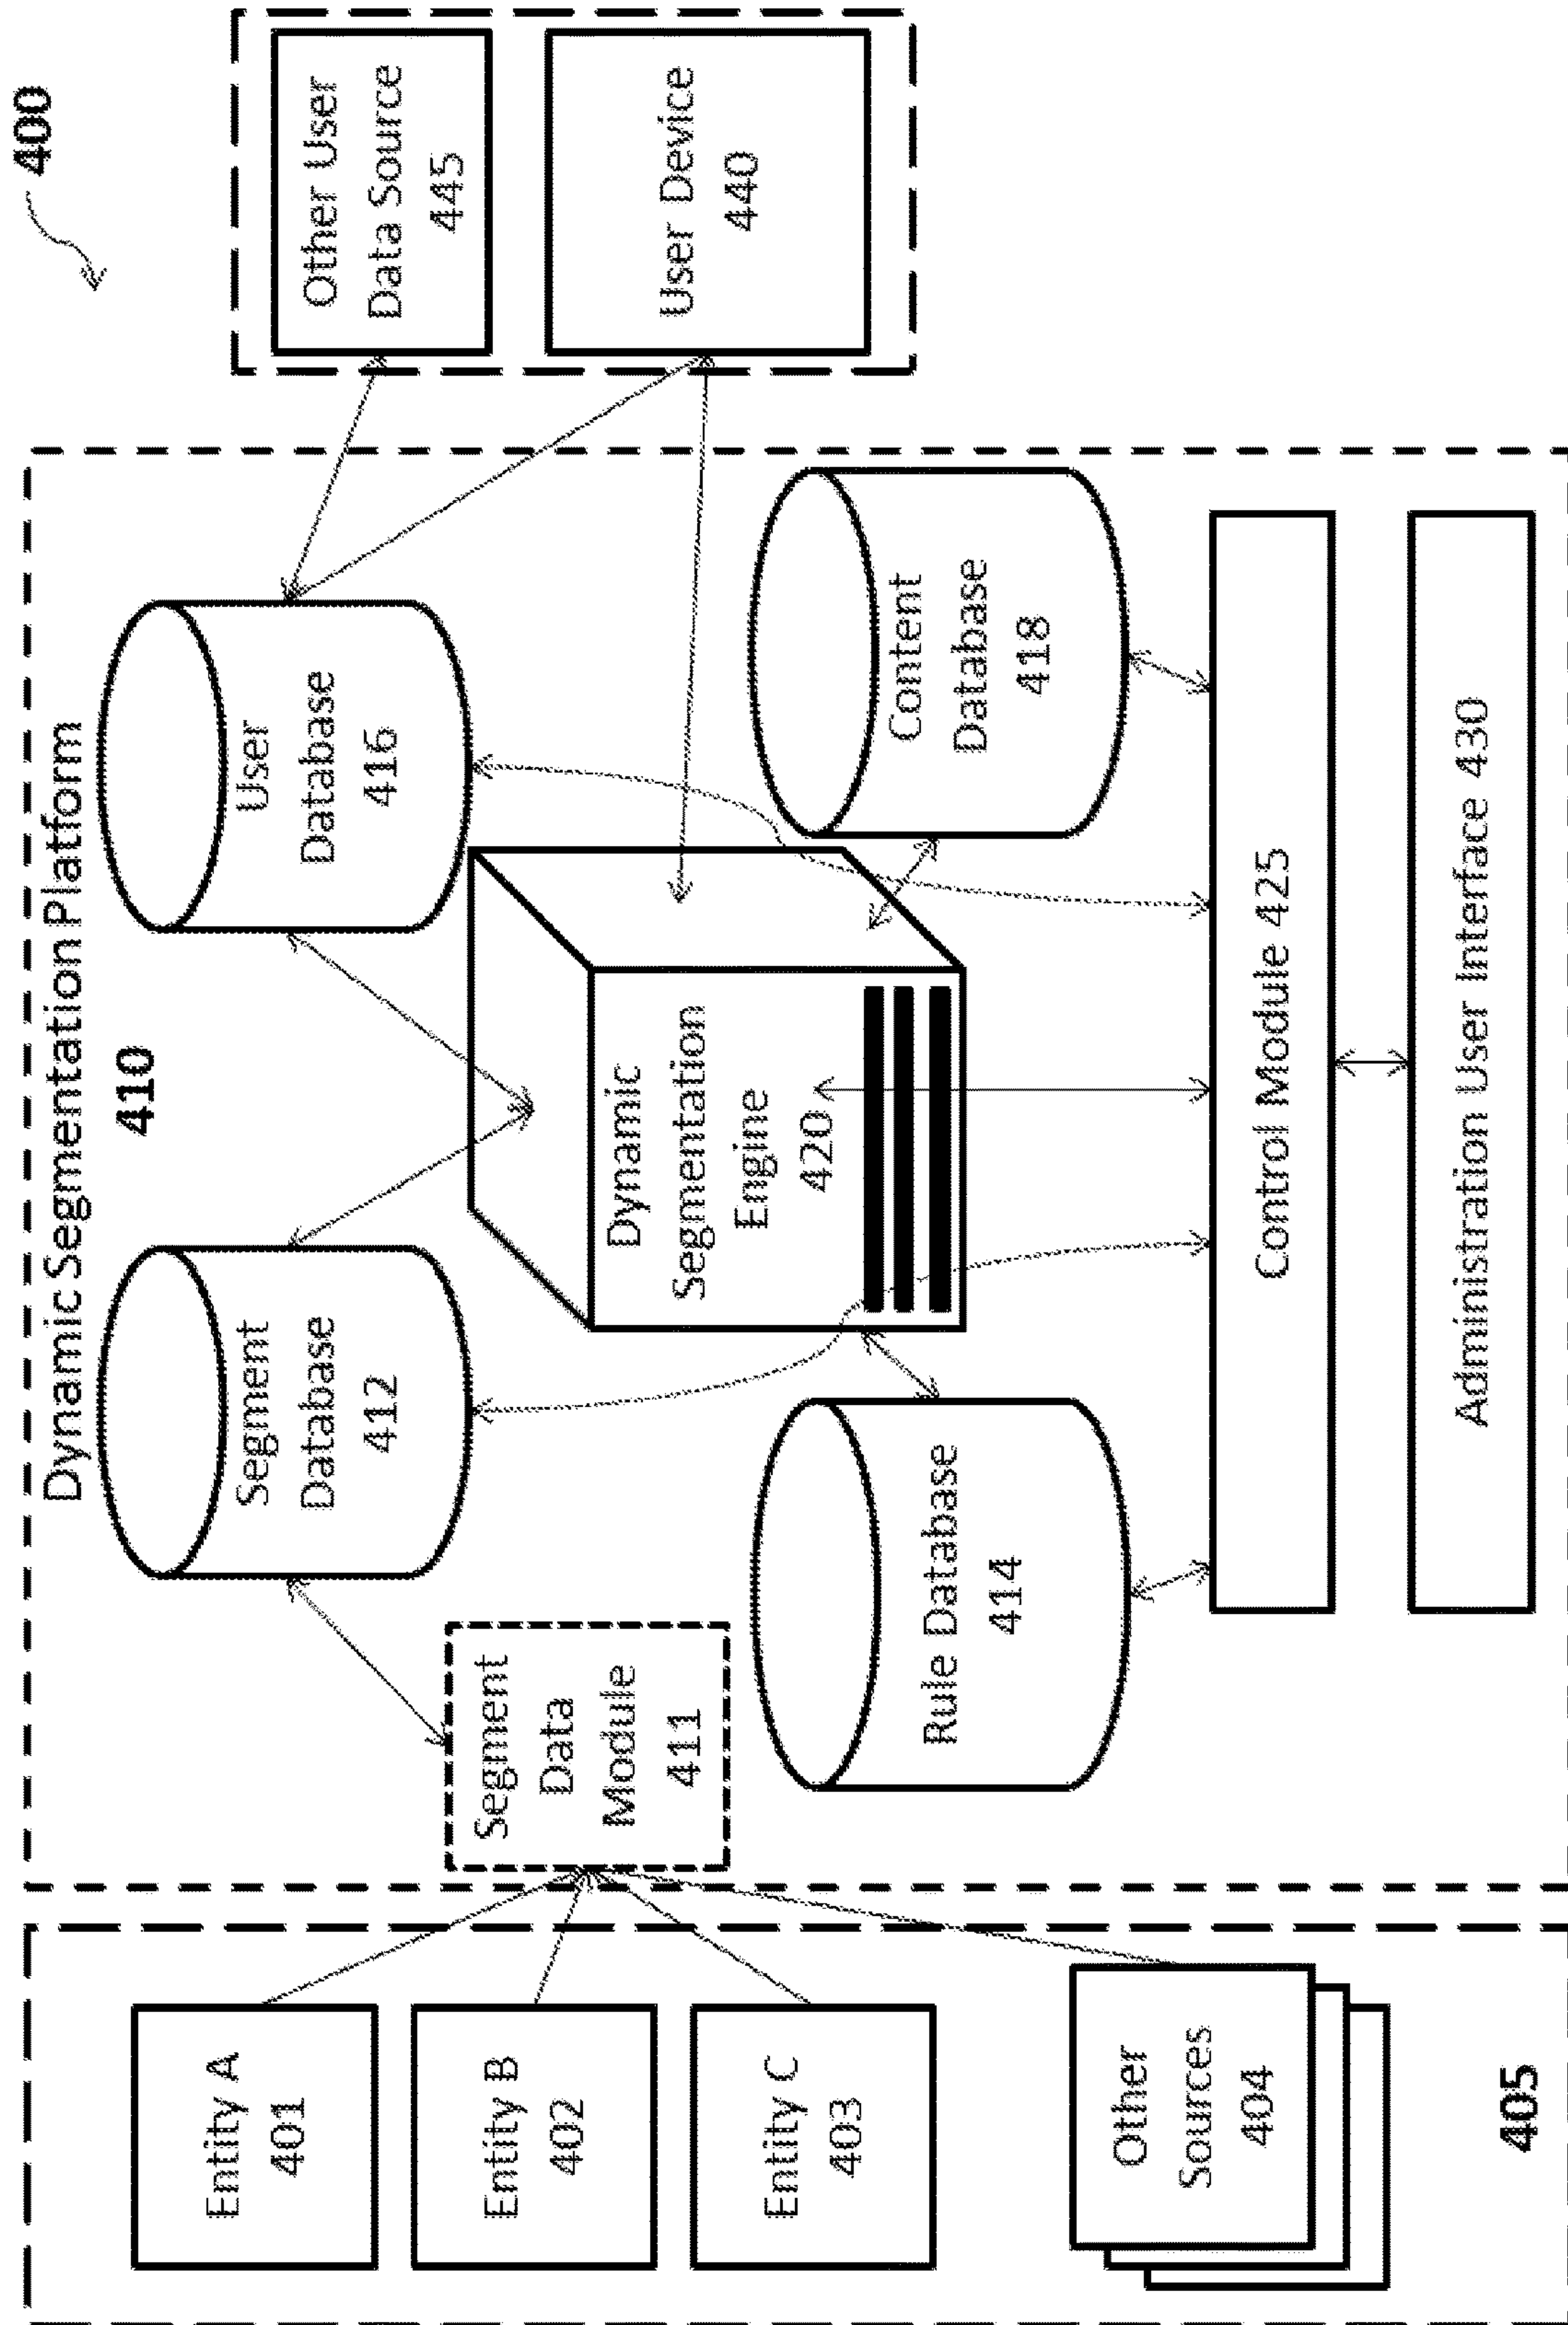 400
Dynamic Segmentation Platform
410
Entity A
401
Entity B
402
Entity C
403
Other
Sources
404
405
Segment
Data
Module
411
Segment
Database
412
User
Database
416
Dynamic
Segmentation
Engine
420
Rule Database
414
Content
Database
418
Control Module 425
Administration User Interface 430
Other User
Data Source
445
User Device
440